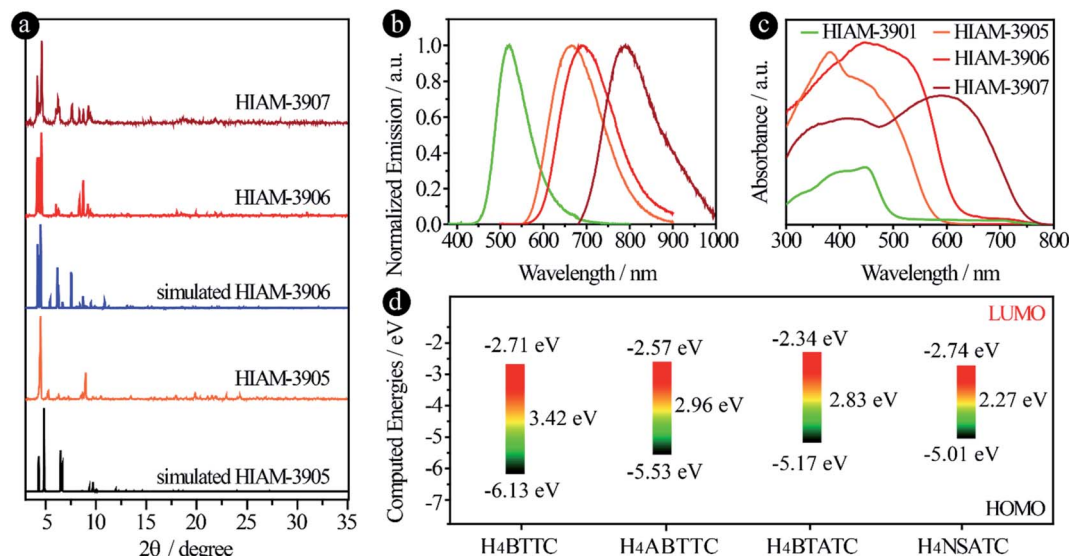 a
HIAM-3907
HIAM-3906
simulated HIAM-3906
HIAM-3905
simulated HIAM-3905
5 10 15 20 25 30 35
2θ / degree
b
Normalized Emission / a.u.
1.0
0.8
0.6
0.4
0.2
0.0
400 500 600 700 800 900 1000
Wavelength / nm
c
Absorbance / a.u.
HIAM-3901
HIAM-3905
HIAM-3906
HIAM-3907
300 400 500 600 700 800
Wavelength / nm
d
Computed Energies / eV
-2
-3
-4
-5
-6
-7
LUMO
-2.71 eV
-2.57 eV
-2.34 eV
-2.74 eV
3.42 eV
2.96 eV
2.83 eV
2.27 eV
-6.13 eV
-5.53 eV
-5.17 eV
-5.01 eV
HOMO
H4BTTC
H4ABTTC
H4BTATC
H4NSATC